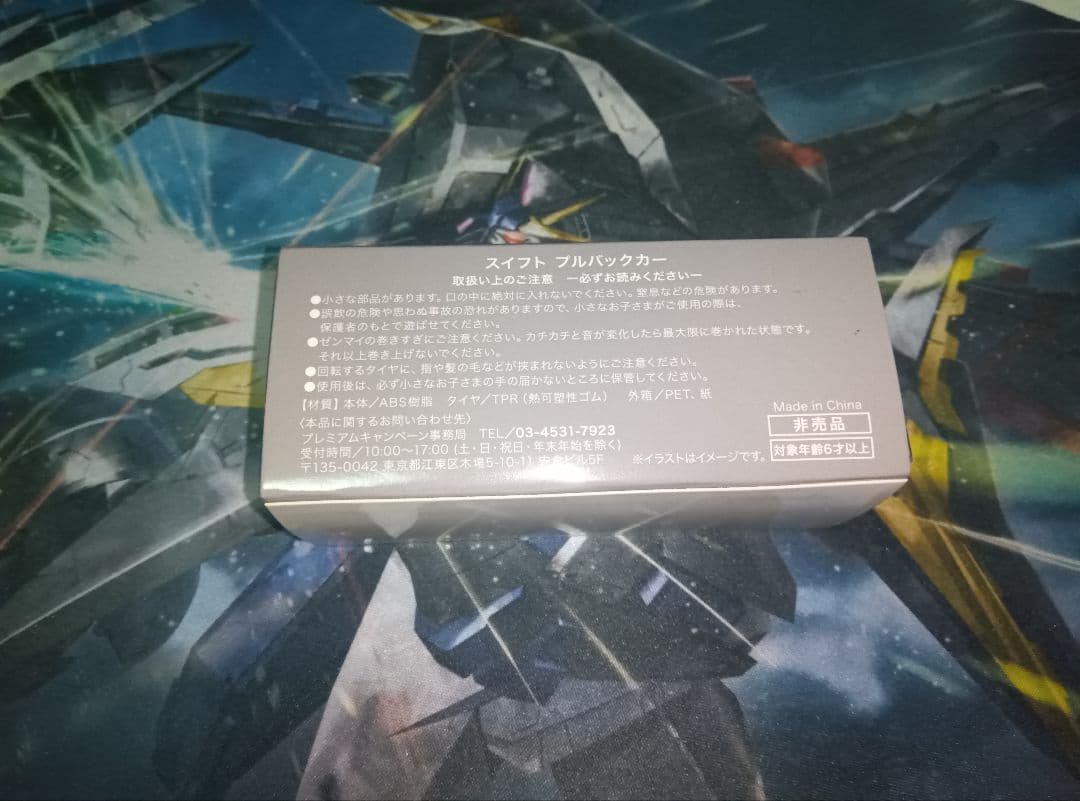 スイフト プルバックカー
取扱い上のご注意 ー必ずお読みくださいー
●小さな部品があります。口の中に絶対に入れないでください。窒息などの危険があります。
●誤飲の危険や思わぬ事故の恐れがありますので、小さなお子さまがご使用の際は、
保護者のもとで遊ばせてください。
●ゼンマイの巻きすぎにご注意ください。カチカチと音が変化したら最大限に巻かれた状態です。
それ以上巻き上げないでください。
●回転するタイヤに、指や髪の毛などが挟まれないようにご注意ください。
●使用後は、必ず小さなお子さまの手の届かないところに保管してください。
【材質】本体/ABS樹脂 タイヤ/TPR(熱可塑性ゴム) 外箱/PET、紙
〈本品に関するお問い合わせ先〉
プレミアムキャンペーン事務局 TEL/03-4531-7923
受付時間/10:00~17:00(土・日・祝日・年末年始を除く)
〒135-0042 東京都江東区木場5-10-11 ビル5F ※イラストはイメージです。
Made in China
非売品
対象年齢6才以上